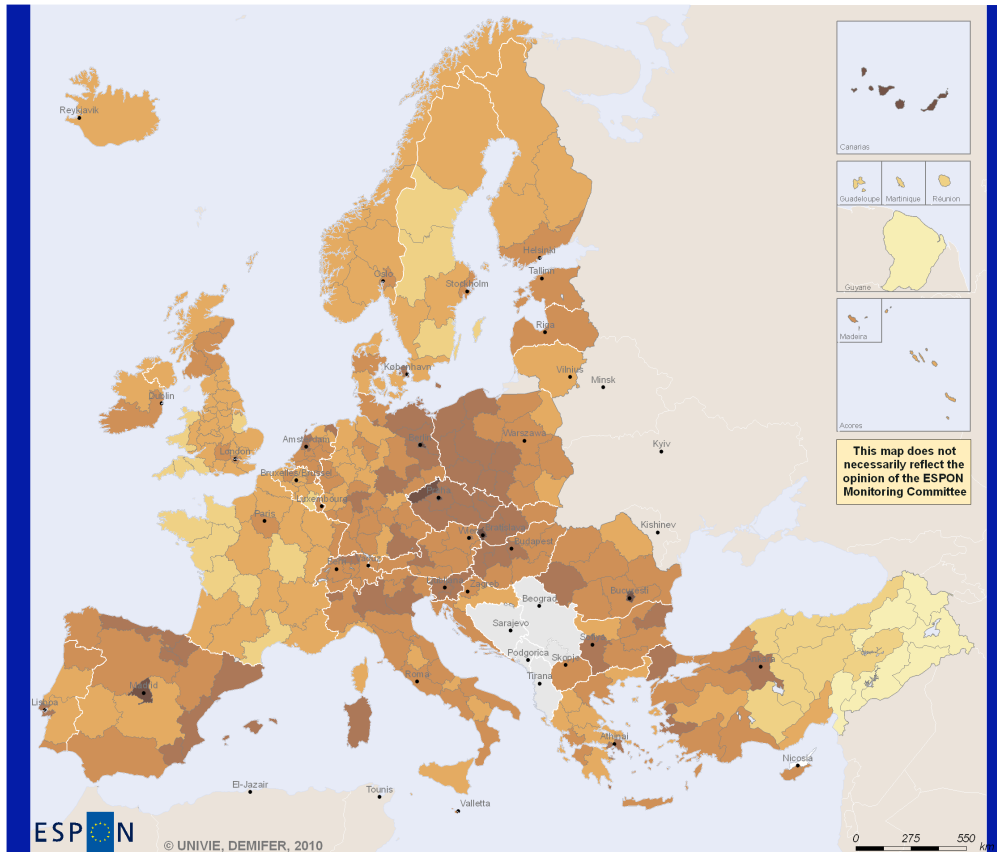 Canarias
Guadeloupe
Martinique
Réunion
Guyane
Madeira
Acores
This map does not
necessarily reflect the
opinion of the ESPON
Monitoring Committee
Reykjavik
Oslo
Helsinki
Tallinn
Stockholm
Riga
København
Vilnius
Minsk
Dublin
London
Amsterdam
Warszawa
Kyiv
Luxembourg
Paris
Kishinev
Budapest
Zagreb
Beograd
Bucuresti
Sarajevo
Podgorica
Skopje
Tirana
Roma
Madrid
Lisboa
Athinai
Nicosia
El-Jazair
Tounis
Valletta
ESPON
© UNIVIE, DEMIFER, 2010
0 275 550
km